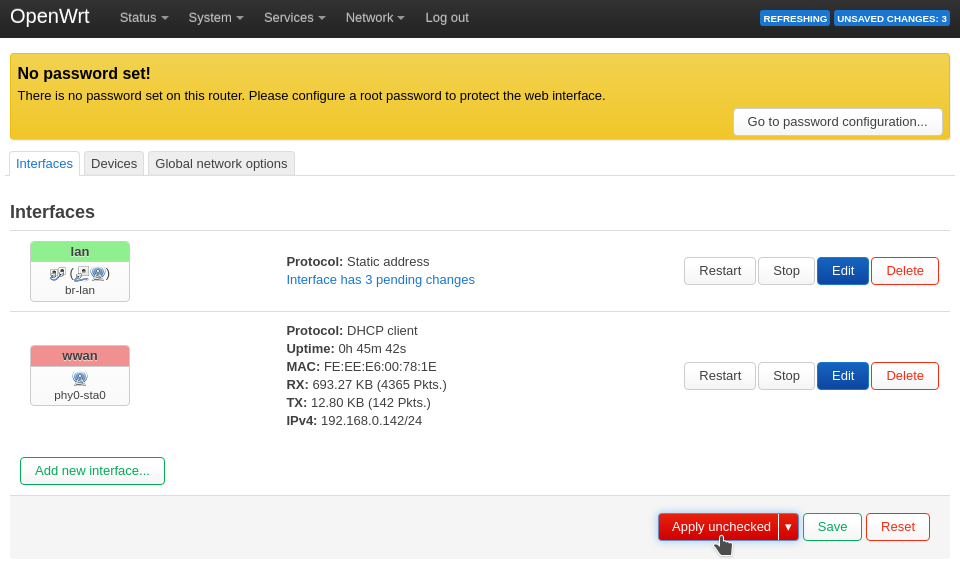 OpenWrt Status System Services Network Log out REFRESHING UNSAVED CHANGES: 3
No password set!
There is no password set on this router. Please configure a root password to protect the web interface.
Go to password configuration...
Interfaces Devices Global network options
Interfaces
lan
( )
br-lan
Protocol: Static address
Interface has 3 pending changes
Restart Stop Edit Delete
wwan
phy0-sta0
Protocol: DHCP client
Uptime: 0h 45m 42s
MAC: FE:EE:E6:00:78:1E
RX: 693.27 KB (4365 Pkts.)
TX: 12.80 KB (142 Pkts.)
IPv4: 192.168.0.142/24
Restart Stop Edit Delete
Add new interface...
Apply unchecked ▾ Save Reset